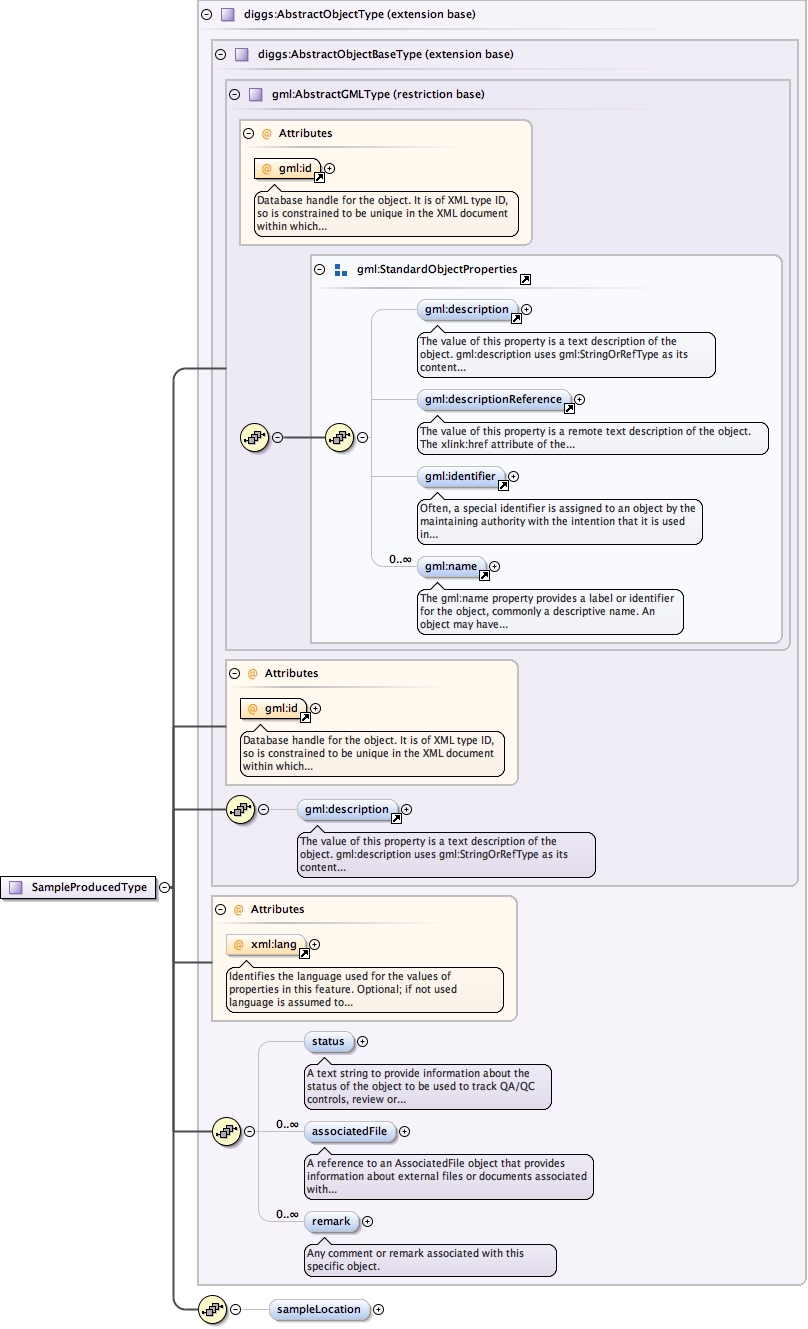 diggs:AbstractObjectType (extension base)
diggs:AbstractObjectBaseType (extension base)
gml:AbstractGMLType (restriction base)
@ Attributes
@ gml:id
Database handle for the object. It is of XML type ID,
so is constrained to be unique in the XML document
within which...
gml:StandardObjectProperties
gml:description
The value of this property is a text description of the
object. gml:description uses gml:StringOrRefType as its
content...
gml:descriptionReference
The value of this property is a remote text description of the object.
The xlink:href attribute of the...
gml:identifier
Often, a special identifier is assigned to an object by the
maintaining authority with the intention that it is used
in...
0..∞
gml:name
The gml:name property provides a label or identifier
for the object, commonly a descriptive name. An
object may have...
@ Attributes
@ gml:id
Database handle for the object. It is of XML type ID,
so is constrained to be unique in the XML document
within which...
gml:description
The value of this property is a text description of the
object. gml:description uses gml:StringOrRefType as its
content...
SampleProducedType
@ Attributes
@ xml:lang
Identifies the language used for the values of
properties in this feature. Optional; if not used
language is assumed to...
status
A text string to provide information about the
status of the object to be used to track QA/QC
controls, review or...
0..∞
associatedFile
A reference to an AssociatedFile object that provides
information about external files or documents associated
with...
0..∞
remark
Any comment or remark associated with this
specific object.
sampleLocation